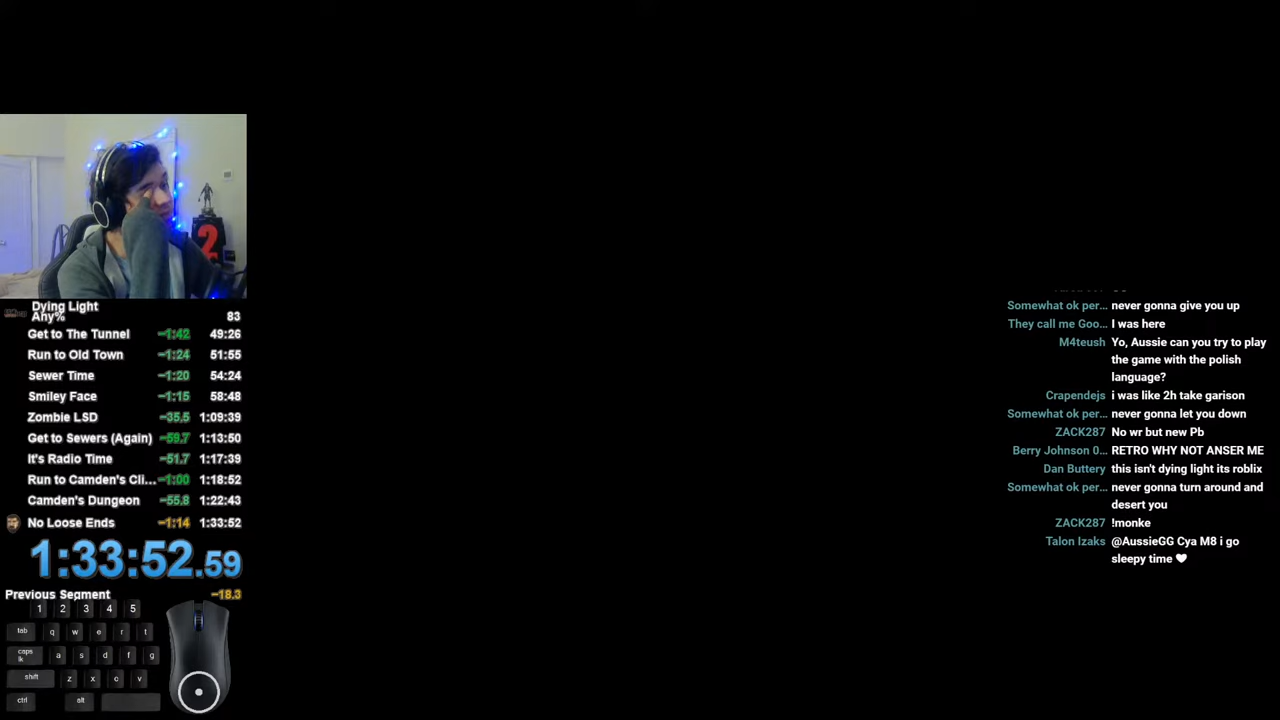 Dying Light
Any%
83
Get to The Tunnel −1:42 49:26
Run to Old Town −1:24 51:55
Sewer Time −1:20 54:24
Smiley Face −1:15 58:48
Zombie LSD −35.5 1:09:39
Get to Sewers (Again) −59.7 1:13:50
It's Radio Time −51.7 1:17:39
Run to Camden's Cli... −1:00 1:18:52
Camden's Dungeon −55.8 1:22:43
No Loose Ends −1:14 1:33:52
1:33:52.59
Previous Segment −18.3
1 2 3 4 5
tab q w e r t
caps
lk
a s d f g
shift z x c v
ctrl alt
2
Somewhat ok per... never gonna give you up
They call me Goo... I was here
M4teush Yo, Aussie can you try to play
the game with the polish
language?
Crapendejs i was like 2h take garison
Somewhat ok per... never gonna let you down
ZACK287 No wr but new Pb
Berry Johnson 0... RETRO WHY NOT ANSER ME
Dan Buttery this isn't dying light its roblix
Somewhat ok per... never gonna turn around and
desert you
ZACK287 !monke
Talon Izaks @AussieGG Cya M8 i go
sleepy time ❤